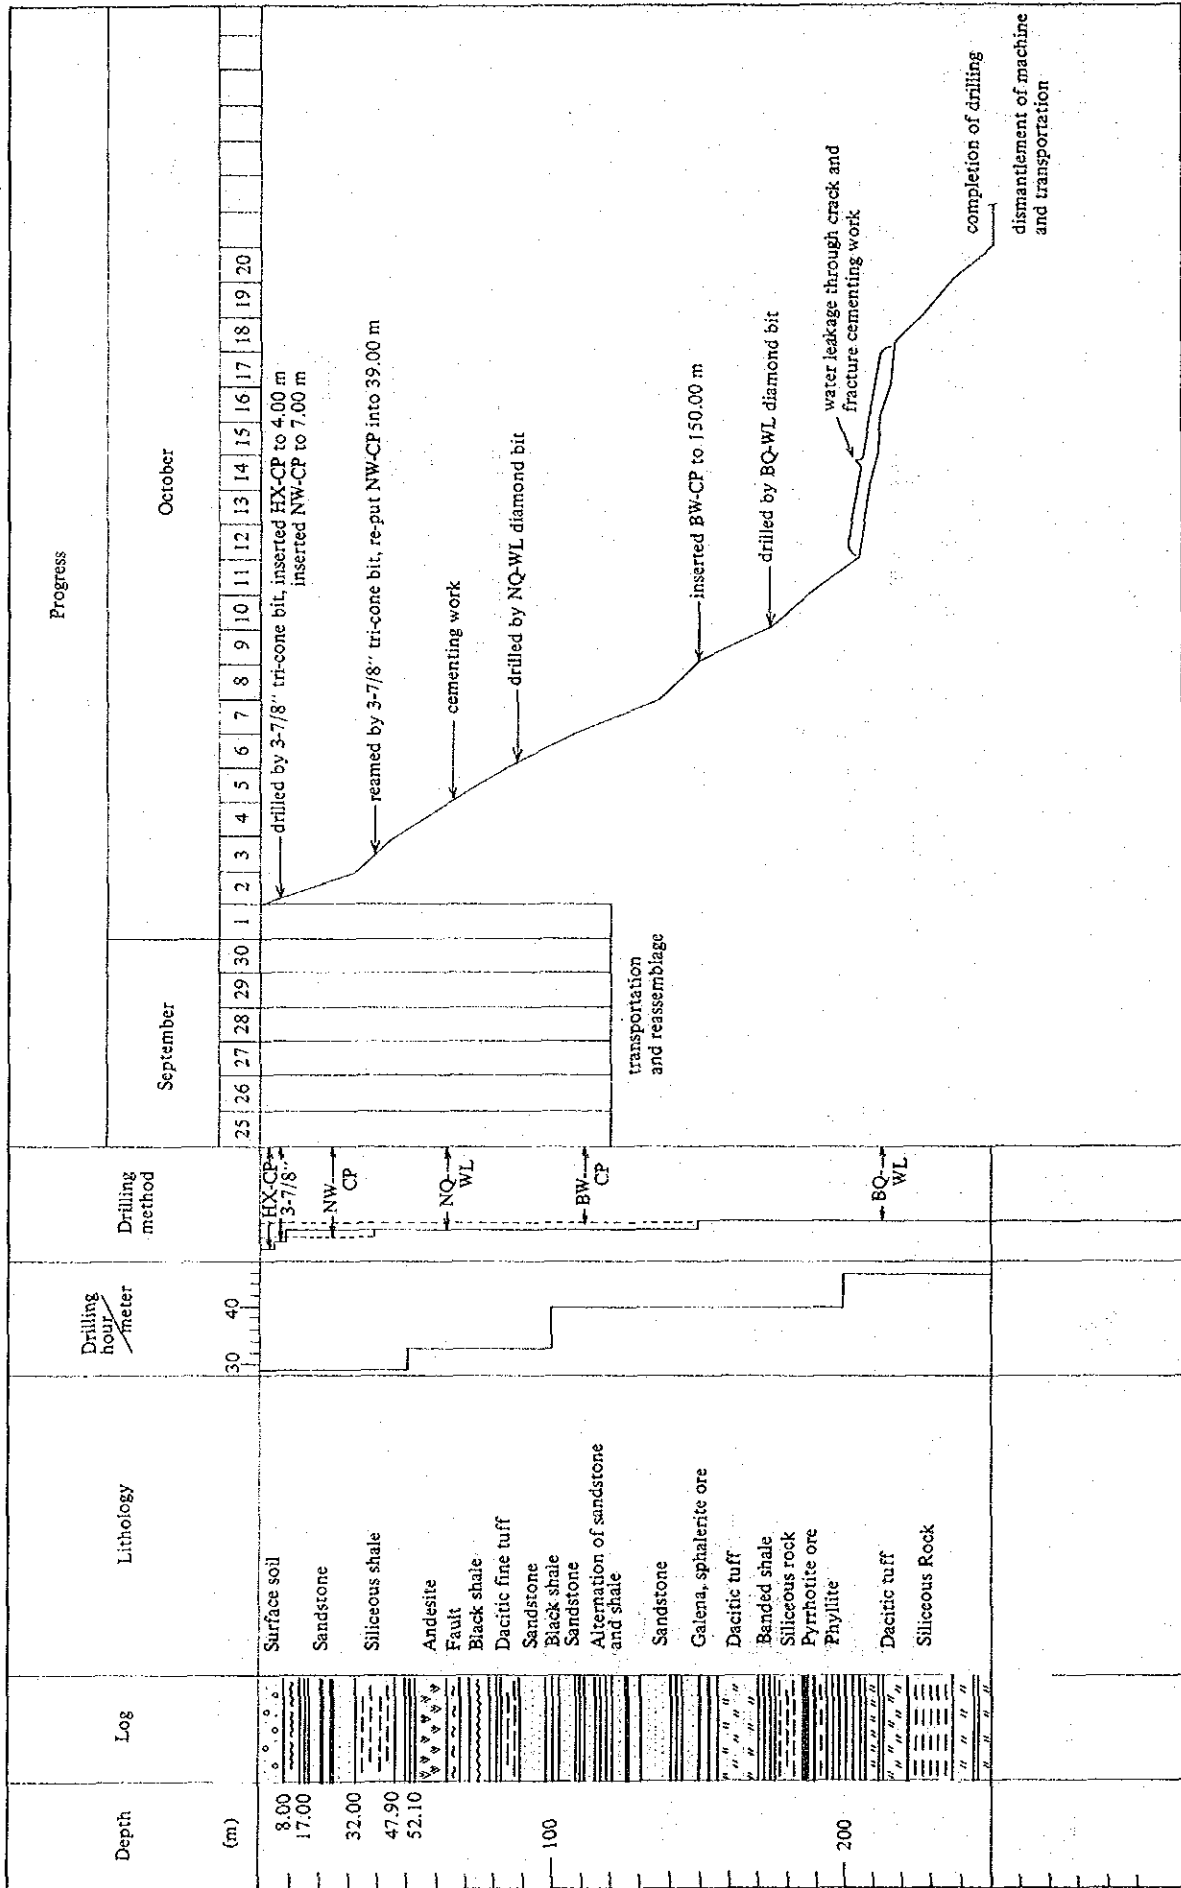 Depth
Log
Lithology
Drilling
hour/meter
Drilling
method
Progress
September
October
(m)
30
40
25 26 27 28 29 30 1 2 3 4 5 6 7 8 9 10 11 12 13 14 15 16 17 18 19 20
8.00
17.00
32.00
47.90
52.10
100
200
Surface soil
Sandstone
Siliceous shale
Andesite
Fault
Black shale
Dacitic fine tuff
Sandstone
Black shale
Sandstone
Alternation of sandstone
and shale
Sandstone
Galena, sphalerite ore
Dacitic tuff
Banded shale
Siliceous rock
Pyrrhotite ore
Phyllite
Dacitic tuff
Siliceous Rock
HX-CP
3-7/8''
NW
CP
NQ
WL
BW
CP
BQ
WL
transportation
and reassemblage
drilled by 3-7/8'' tri-cone bit, inserted HX-CP to 4.00 m
inserted NW-CP to 7.00 m
reamed by 3-7/8'' tri-cone bit, re-put NW-CP into 39.00 m
cementing work
drilled by NQ-WL diamond bit
inserted BW-CP to 150.00 m
drilled by BQ-WL diamond bit
water leakage through crack and
fracture cementing work
completion of drilling
dismantlement of machine
and transportation